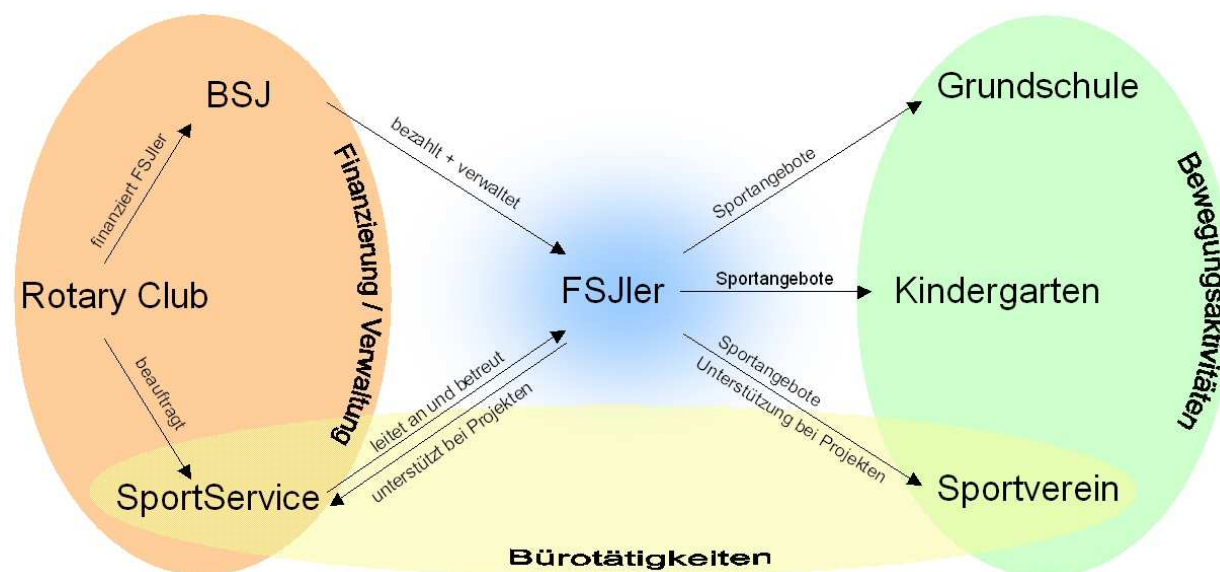 BSJ
finanziert FSJler
Rotary Club
beauftragt
SportService
Finanzierung / Verwaltung
bezahlt + verwaltet
FSJler
leitet an und betreut
unterstützt bei Projekten
Sportangebote
Grundschule
Sportangebote
Kindergarten
Sportangebote
Unterstützung bei Projekten
Sportverein
Bewegungsaktivitäten
Bürotätigkeiten